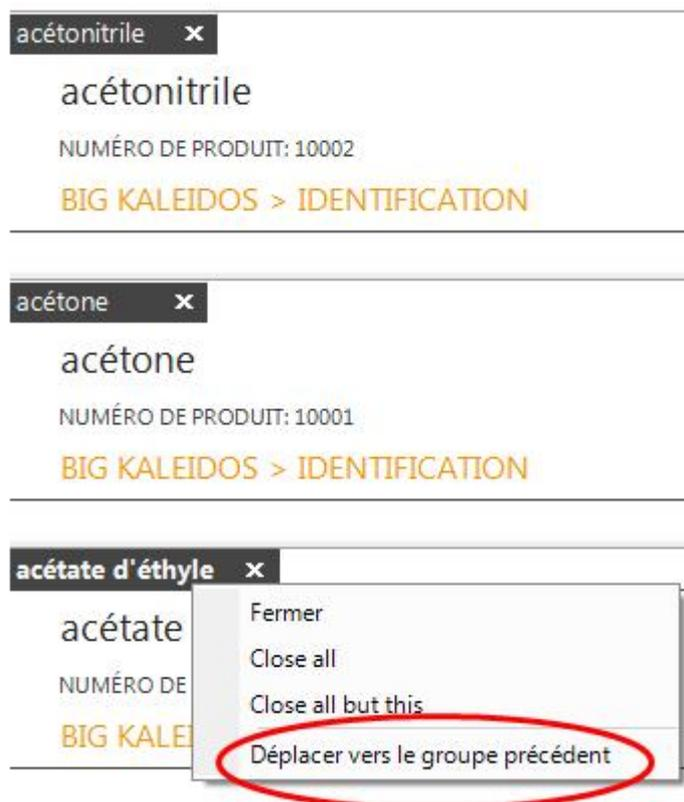 acétonitrile x
acétonitrile
NUMÉRO DE PRODUIT: 10002
BIG KALEIDOS > IDENTIFICATION
acétone x
acétone
NUMÉRO DE PRODUIT: 10001
BIG KALEIDOS > IDENTIFICATION
acétate d'éthyle x
acétate
NUMÉRO DE
BIG KALEI
Fermer
Close all
Close all but this
Déplacer vers le groupe précédent